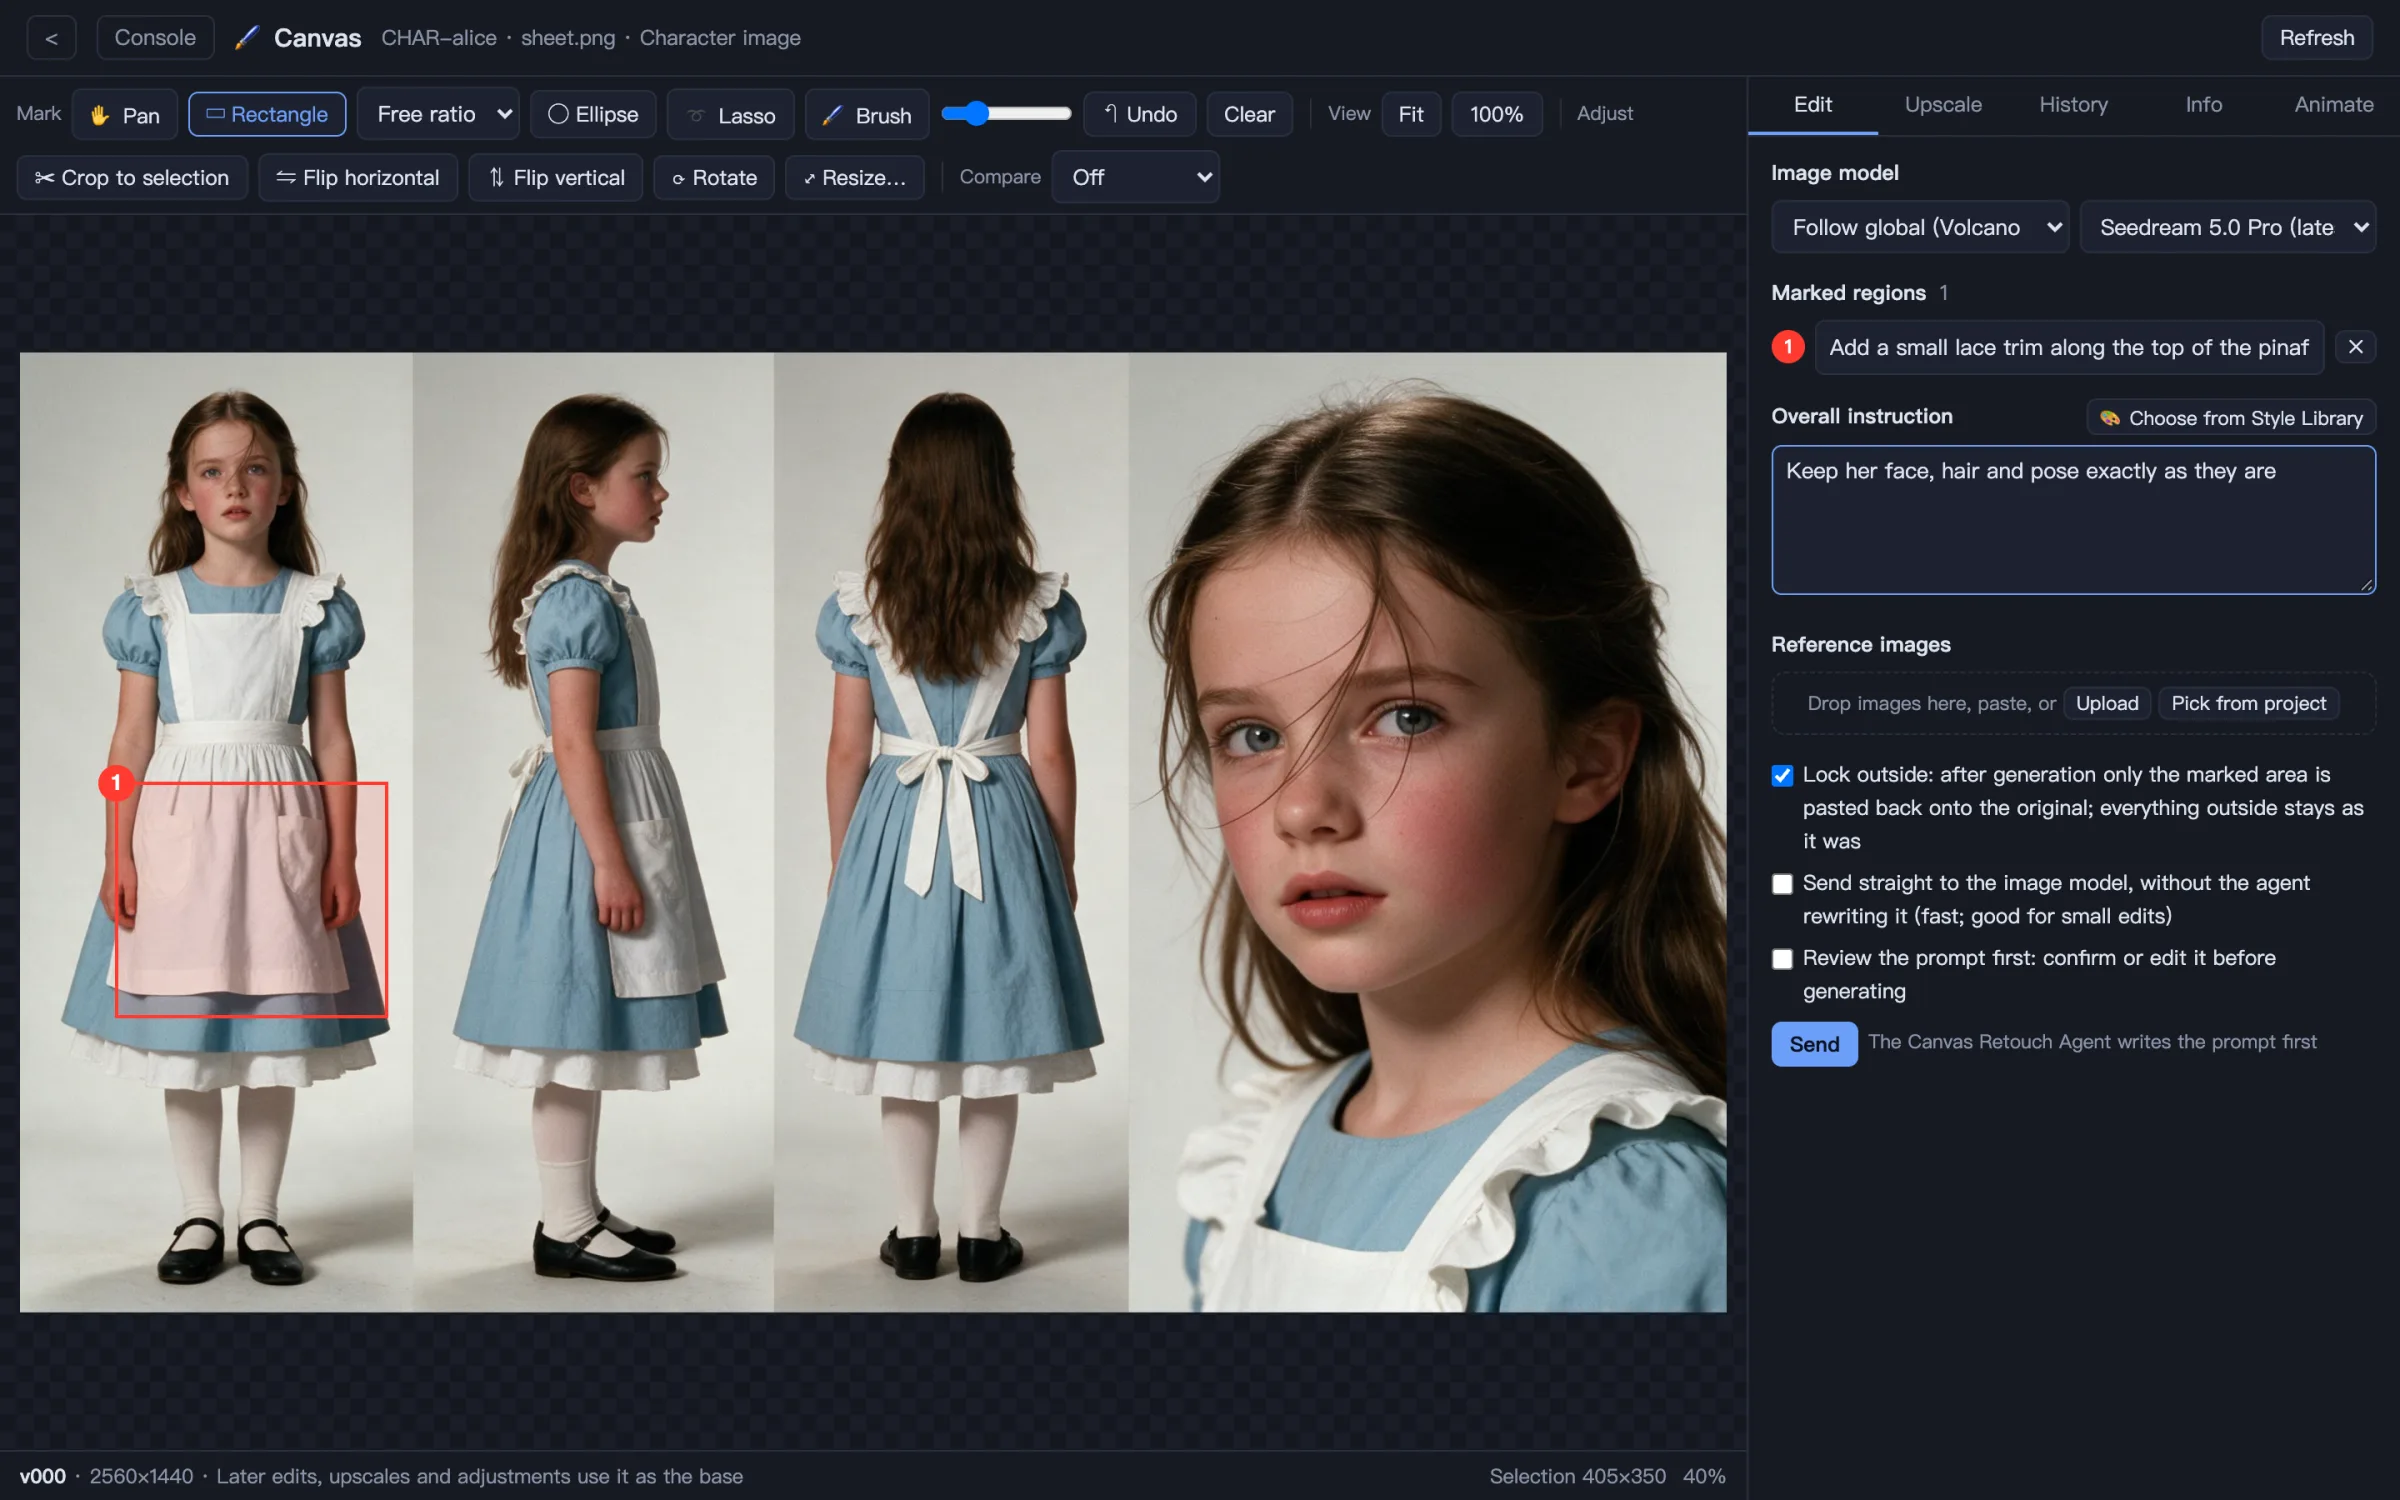 < Console Canvas CHAR-alice · sheet.png · Character image Refresh
Mark Pan Rectangle Free ratio Ellipse Lasso Brush Undo Clear View Fit 100% Adjust
Crop to selection Flip horizontal Flip vertical Rotate Resize... Compare Off
Edit Upscale History Info Animate
Image model
Follow global (Volcano Seedream 5.0 Pro (late
Marked regions 1
1 Add a small lace trim along the top of the pinaf ×
Overall instruction Choose from Style Library
Keep her face, hair and pose exactly as they are
Reference images
Drop images here, paste, or Upload Pick from project
Lock outside: after generation only the marked area is
pasted back onto the original; everything outside stays as
it was
Send straight to the image model, without the agent
rewriting it (fast; good for small edits)
Review the prompt first: confirm or edit it before
generating
Send The Canvas Retouch Agent writes the prompt first
1
v000 · 2560×1440 · Later edits, upscales and adjustments use it as the base Selection 405×350 40%